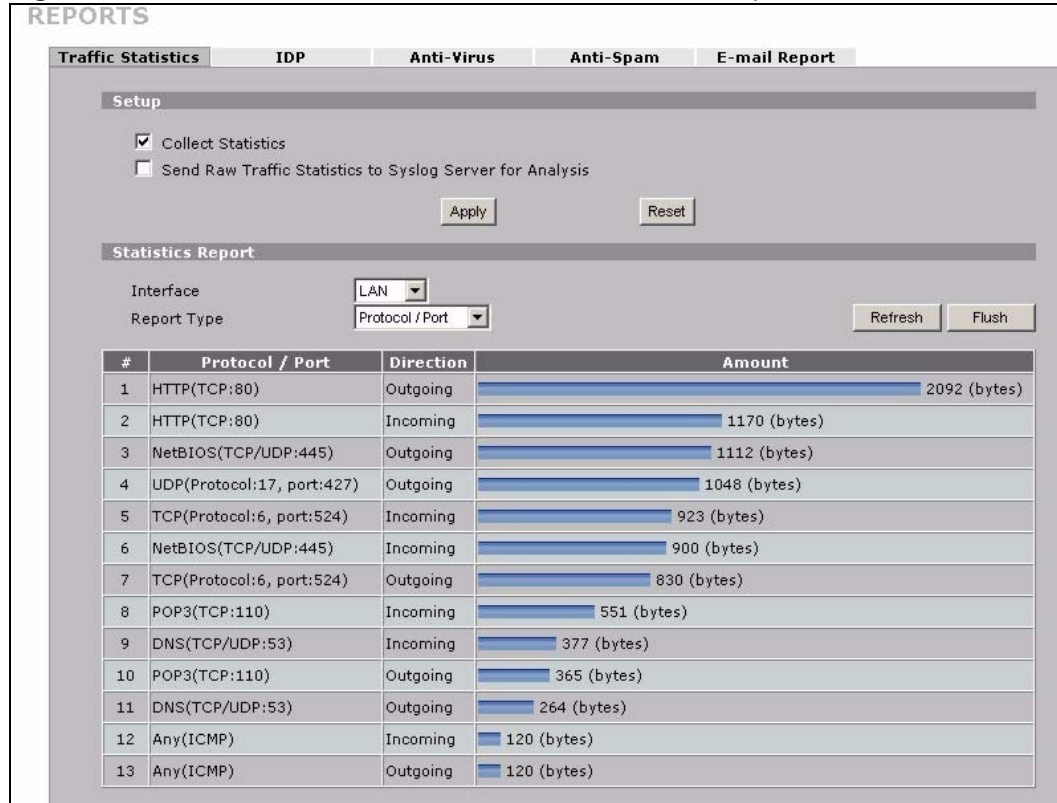 REPORTS
Traffic Statistics IDP Anti-Virus Anti-Spam E-mail Report
Setup
Collect Statistics
Send Raw Traffic Statistics to Syslog Server for Analysis
Apply Reset
Statistics Report
Interface LAN
Report Type Protocol / Port Refresh Flush
# Protocol / Port Direction Amount
1 HTTP(TCP:80) Outgoing 2092 (bytes)
2 HTTP(TCP:80) Incoming 1170 (bytes)
3 NetBIOS(TCP/UDP:445) Outgoing 1112 (bytes)
4 UDP(Protocol:17, port:427) Outgoing 1048 (bytes)
5 TCP(Protocol:6, port:524) Incoming 923 (bytes)
6 NetBIOS(TCP/UDP:445) Incoming 900 (bytes)
7 TCP(Protocol:6, port:524) Outgoing 830 (bytes)
8 POP3(TCP:110) Incoming 551 (bytes)
9 DNS(TCP/UDP:53) Incoming 377 (bytes)
10 POP3(TCP:110) Outgoing 365 (bytes)
11 DNS(TCP/UDP:53) Outgoing 264 (bytes)
12 Any(ICMP) Incoming 120 (bytes)
13 Any(ICMP) Outgoing 120 (bytes)